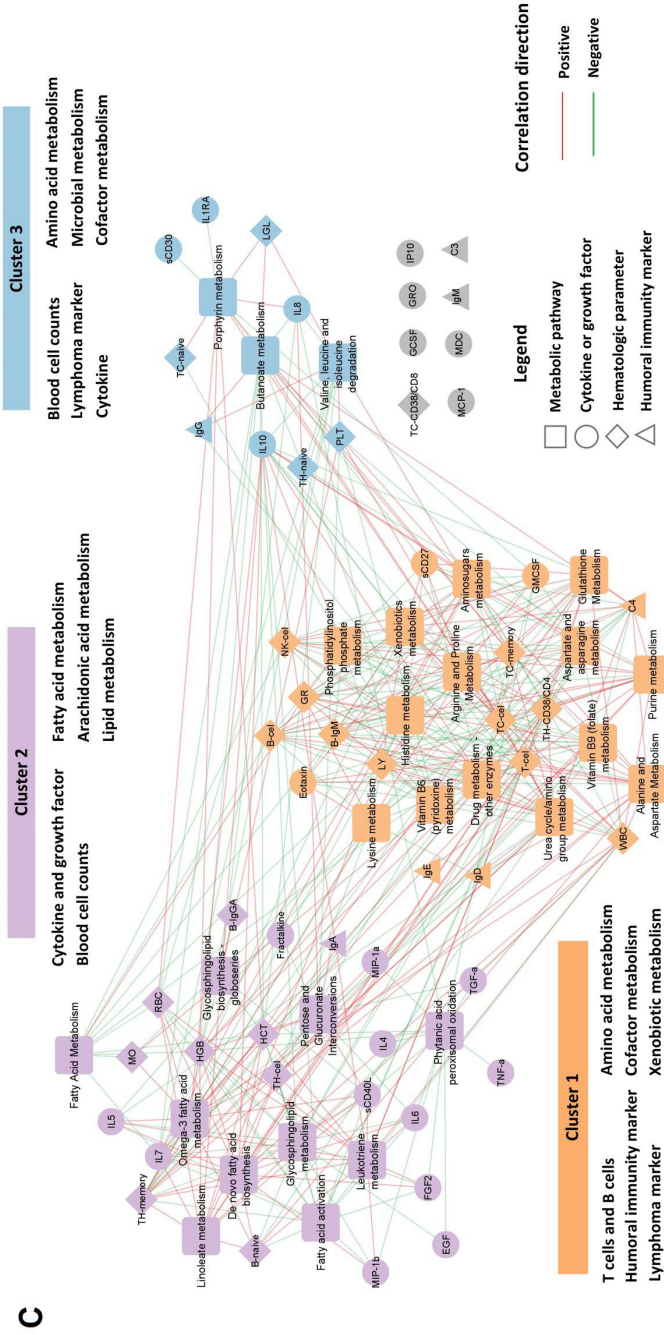 C
Cluster 2
Cytokine and growth factor
Blood cell counts
Fatty acid metabolism
Arachidonic acid metabolism
Lipid metabolism
Cluster 3
Blood cell counts
Lymphoma marker
Cytokine
Amino acid metabolism
Microbial metabolism
Cofactor metabolism
Fatty Acid Metabolism
IL5
MO
RBC
IL7
TH-memory
Omega-3 fatty acid
metabolism
HGB
Glycosphingolipid
biosynthesis -
globoseries
B-IgGA
Linoleate metabolism
De novo fatty acid
biosynthesis
HCT
TH-cel
Fractalkine
B-naive
Glycosphingolipid
metabolism
Pentose and
Glucuronate
Interconversions
IgA
Fatty acid activation
Leukotriene
metabolism
sCD40L
IL4
MIP-1a
MIP-1b
FGF2
IL6
Phytanic acid
peroxisomal oxidation
EGF
TNF-a
TGF-a
sCD30
IL1RA
TC-naive
Porphyrin metabolism
LGL
IgG
Butanoate metabolism
IL8
IL10
TH-naive
Valine, leucine and
isoleucine
degradation
PLT
B-cel
GR
NK-cel
Eotaxin
B-IgM
Phosphatidylinositol
phosphate
metabolism
LY
Xenobiotics
metabolism
sCD27
Lysine metabolism
Histidine metabolism
Aminosugars
metabolism
Vitamin B6
(pyridoxine)
metabolism
Arginine and Proline
Metabolism
IgE
Drug metabolism -
other enzymes
TC-cel
TC-memory
GMCSF
IgD
T-cel
TH-CD38/CD4
Aspartate and
asparagine
metabolism
Glutathione
Metabolism
Urea cycle/amino
group metabolism
Vitamin B9 (folate)
metabolism
C4
WBC
Alanine and
Aspartate Metabolism
Purine metabolism
TC-CD38/CD8
GCSF
GRO
IP10
MCP-1
MDC
IgM
C3
Cluster 1
T cells and B cells
Humoral immunity marker
Lymphoma marker
Amino acid metabolism
Cofactor metabolism
Xenobiotic metabolism
Legend
Metabolic pathway
Cytokine or growth factor
Hematologic parameter
Humoral immunity marker
Correlation direction
Positive
Negative